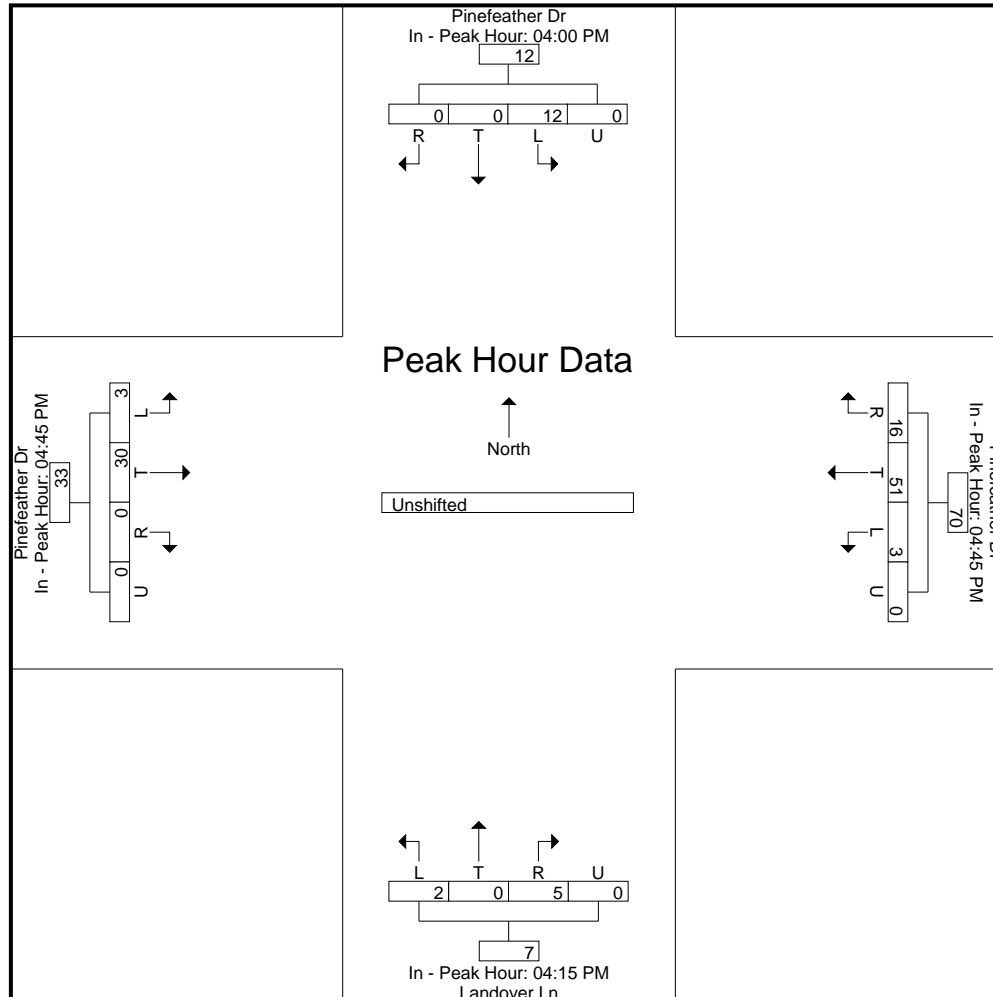 Pinefeather Dr
In - Peak Hour: 04:00 PM
12
0 0 12 0
R T L U
Peak Hour Data
North
Unshifted
Pinefeather Dr
In - Peak Hour: 04:45 PM
33
3 30 0 0
L T R U
In - Peak Hour: 04:45 PM
70
16 51 3 0
R T L U
L T R U
2 0 5 0
7
In - Peak Hour: 04:15 PM
Landover Ln